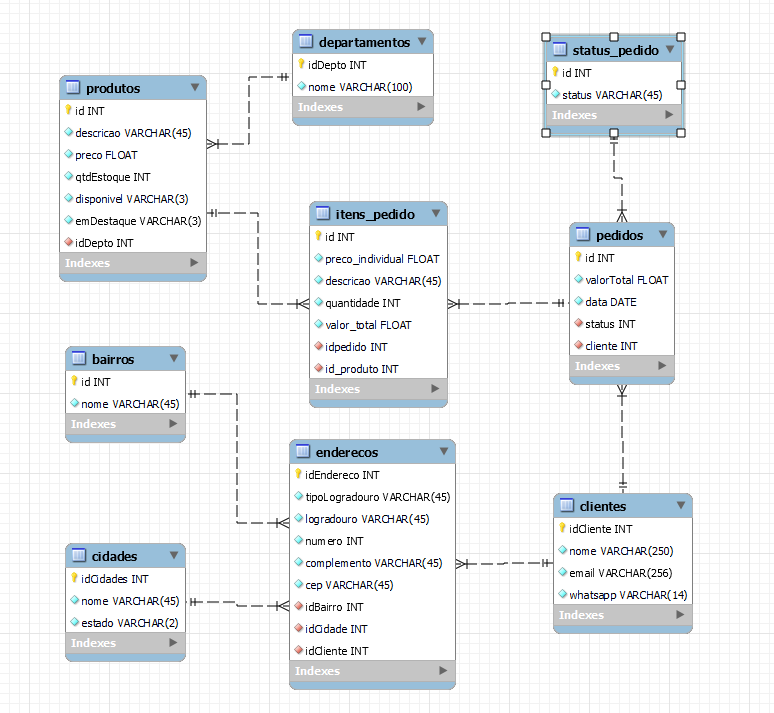 departamentos
idDepto INT
nome VARCHAR(100)
Indexes
status_pedido
id INT
status VARCHAR(45)
Indexes
produtos
id INT
descricao VARCHAR(45)
preco FLOAT
qtdEstoque INT
disponivel VARCHAR(3)
emDestaque VARCHAR(3)
idDepto INT
Indexes
itens_pedido
id INT
preco_individual FLOAT
descricao VARCHAR(45)
quantidade INT
valor_total FLOAT
idpedido INT
id_produto INT
Indexes
pedidos
id INT
valorTotal FLOAT
data DATE
status INT
cliente INT
Indexes
bairros
id INT
nome VARCHAR(45)
Indexes
enderecos
idEndereco INT
tipoLogradouro VARCHAR(45)
logradouro VARCHAR(45)
numero INT
complemento VARCHAR(45)
cep VARCHAR(45)
idBairro INT
idCidade INT
idCliente INT
Indexes
clientes
idCliente INT
nome VARCHAR(250)
email VARCHAR(256)
whatsapp VARCHAR(14)
Indexes
cidades
idCidades INT
nome VARCHAR(45)
estado VARCHAR(2)
Indexes